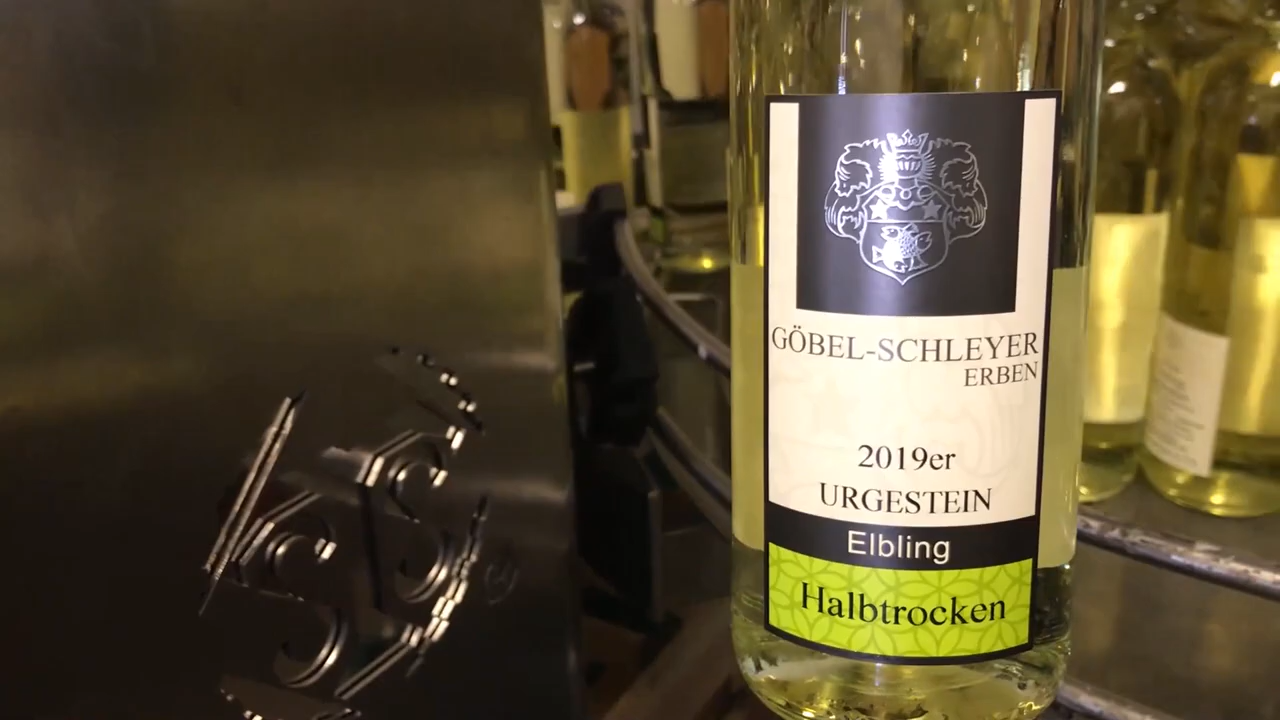 GÖBEL-SCHLEYER
ERBEN
2019er
URGESTEIN
Elbling
Halbtrocken